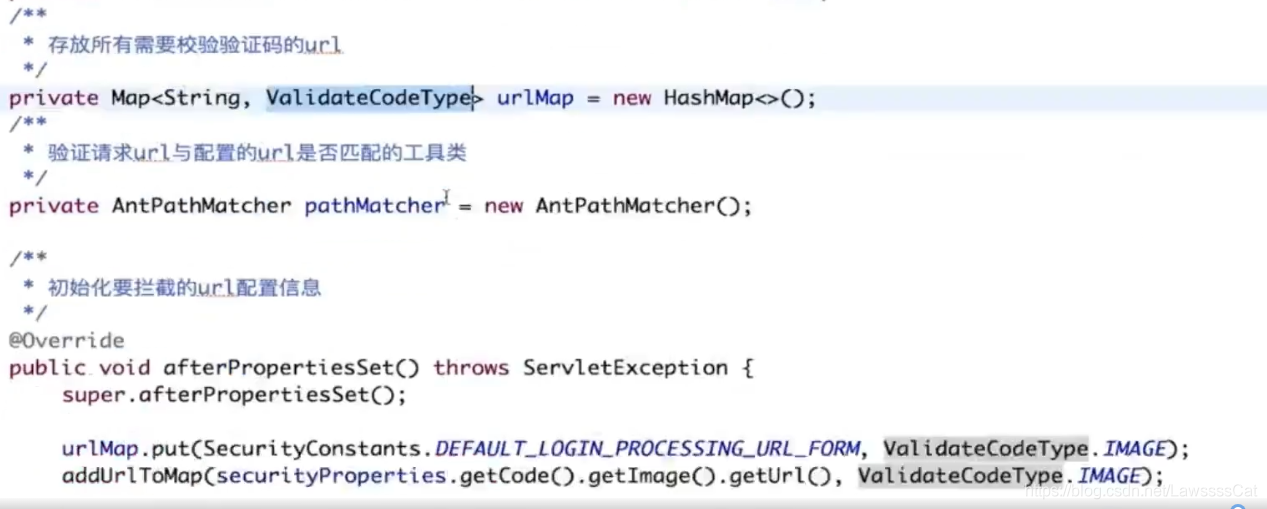 /**
 * 存放所有需要校验验证码的url
 */
private Map<String, ValidateCodeType> urlMap = new HashMap<>();
/**
 * 验证请求url与配置的url是否匹配的工具类
 */
private AntPathMatcher pathMatcher = new AntPathMatcher();
/**
 * 初始化要拦截的url配置信息
 */
@Override
public void afterPropertiesSet() throws ServletException {
    super.afterPropertiesSet();
    urlMap.put(SecurityConstants.DEFAULT_LOGIN_PROCESSING_URL_FORM, ValidateCodeType.IMAGE);
    addUrlToMap(securityProperties.getCode().getImage().getUrl(), ValidateCodeType.IMAGE);
https://blog.csdn.net/LawssssCat